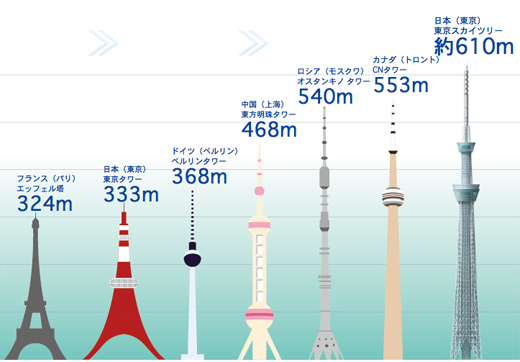 フランス（パリ）
エッフェル塔
324m
日本（東京）
東京タワー
333m
ドイツ（ベルリン）
ベルリンタワー
368m
中国（上海）
東方明珠タワー
468m
ロシア（モスクワ）
オスタンキノ タワー
540m
カナダ（トロント）
CNタワー
553m
日本（東京）
東京スカイツリー
約610m